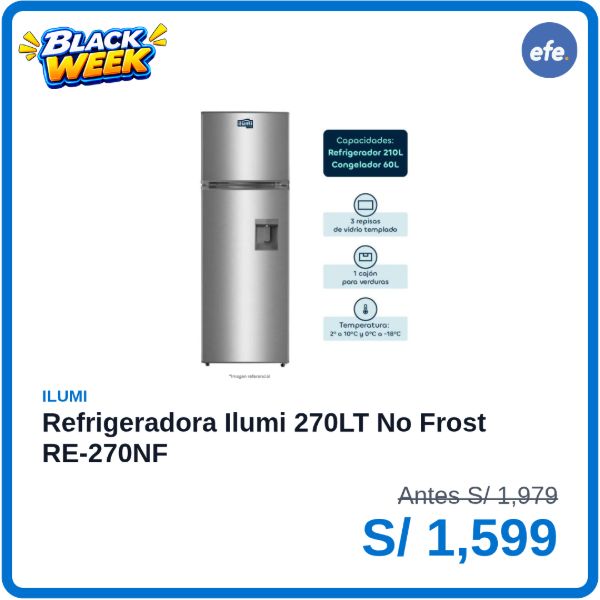 BLACK
WEEK
efe.
ILUMI
Capacidades:
Refrigerador 210L
Congelador 60L
3 repisas
de vidrio templado
1 cajón
para verduras
Temperatura:
2° a 10°C y 0°C a -18°C
*Imagen referencial
ILUMI
Refrigeradora Ilumi 270LT No Frost
RE-270NF
Antes S/ 1,979
S/ 1,599